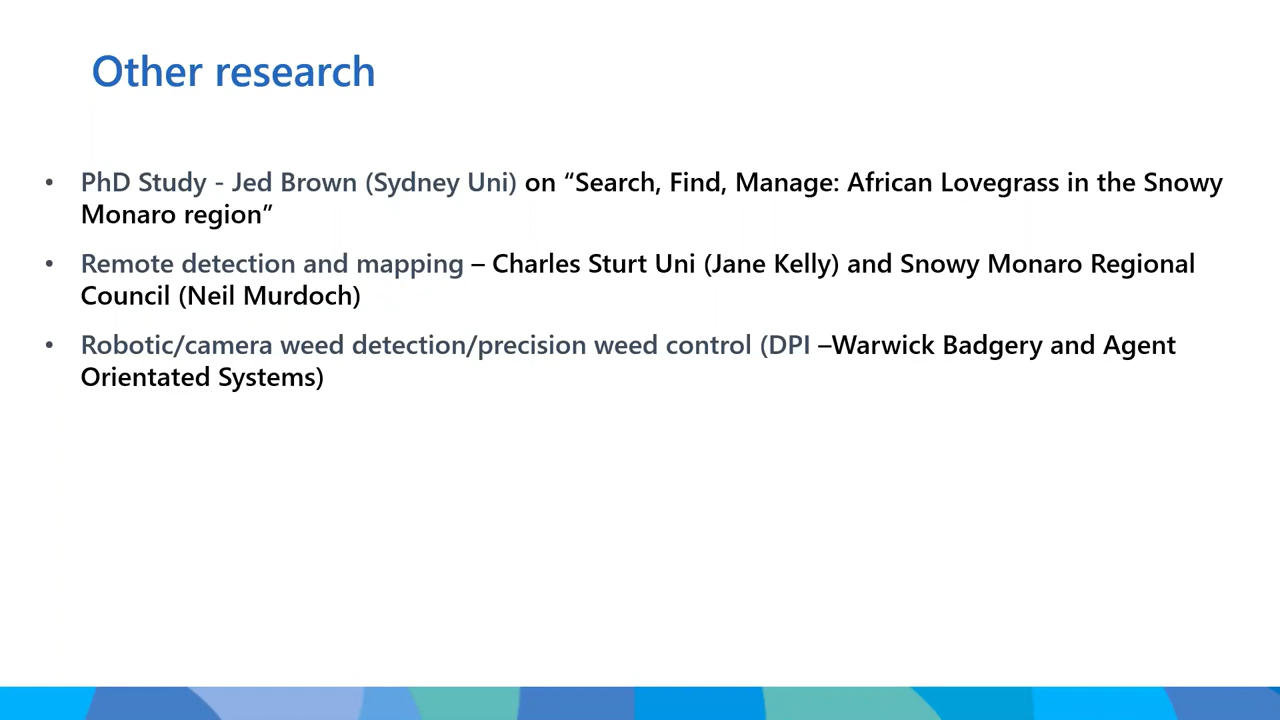 Other research
• PhD Study - Jed Brown (Sydney Uni) on “Search, Find, Manage: African Lovegrass in the Snowy
Monaro region”
• Remote detection and mapping – Charles Sturt Uni (Jane Kelly) and Snowy Monaro Regional
Council (Neil Murdoch)
• Robotic/camera weed detection/precision weed control (DPI –Warwick Badgery and Agent
Orientated Systems)